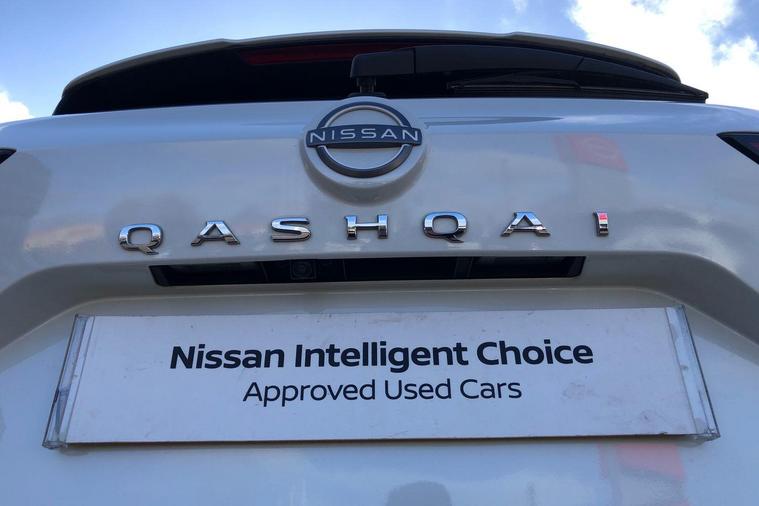 NISSAN
QASHQAI
Nissan Intelligent Choice
Approved Used Cars